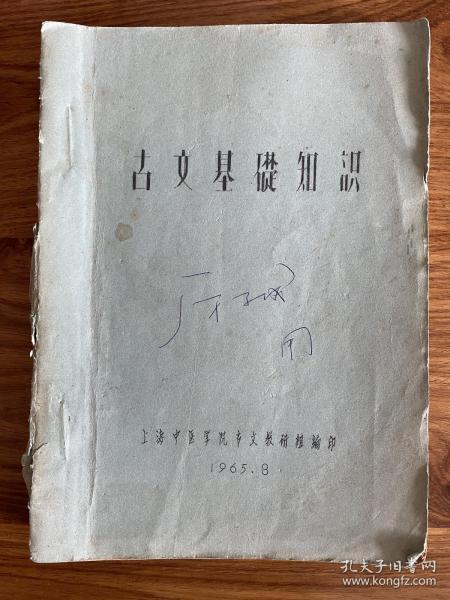 古文基礎知識
用
上海中医学院古文教研组编印
1965.8
孔夫子旧书网
www.kongfz.com